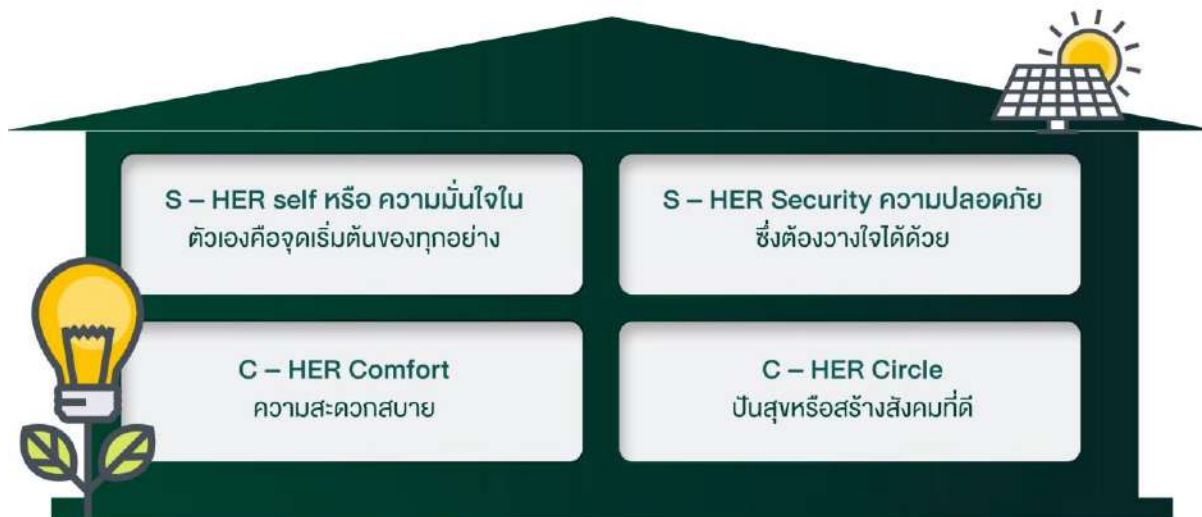 S – HER self หรือ ความมั่นใจใน
ตัวเองคือจุดเริ่มต้นของทุกอย่าง
S – HER Security ความปลอดภัย
ซึ่งต้องวางใจได้ด้วย
C – HER Comfort
ความสะดวกสบาย
C – HER Circle
ปันสุขหรือสร้างสังคมที่ดี